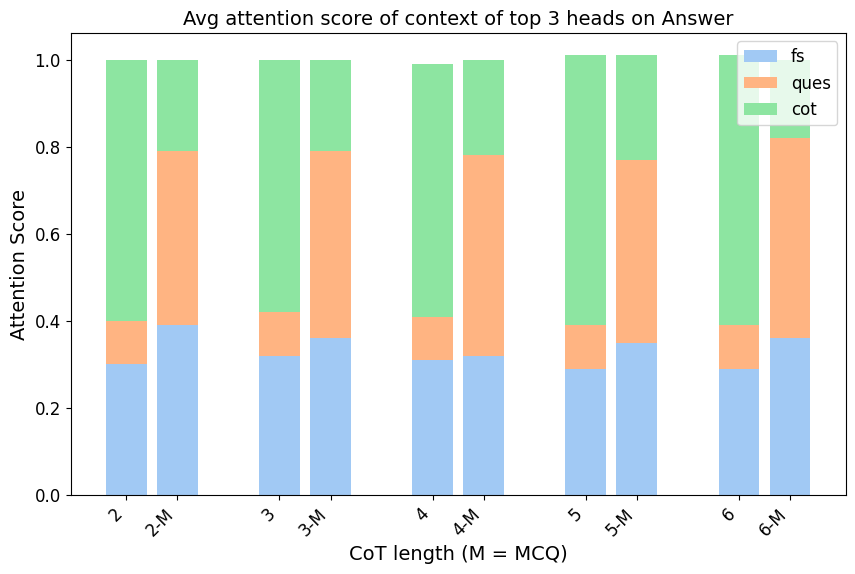 Avg attention score of context of top 3 heads on Answer
fs
ques
cot
Attention Score
1.0
0.8
0.6
0.4
0.2
0.0
2
2-M
3
3-M
4
4-M
5
5-M
6
6-M
CoT length (M = MCQ)